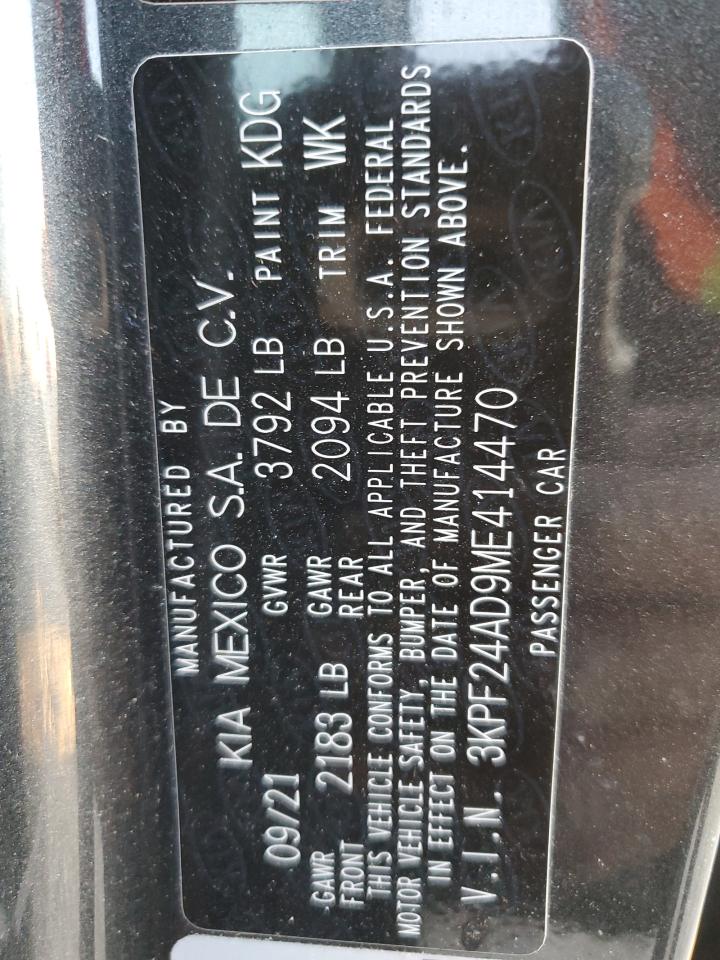 MANUFACTURED BY
KIA MEXICO S.A. DE C.V.
09/21 GVWR 3792 LB PAINT KDG
GAWR FRONT 2183 LB GAWR REAR 2094 LB TRIM WK
THIS VEHICLE CONFORMS TO ALL APPLICABLE U.S.A. FEDERAL
MOTOR VEHICLE SAFETY, BUMPER, AND THEFT PREVENTION STANDARDS
IN EFFECT ON THE DATE OF MANUFACTURE SHOWN ABOVE.
V.I.N. 3KPF24AD9ME414470
PASSENGER CAR